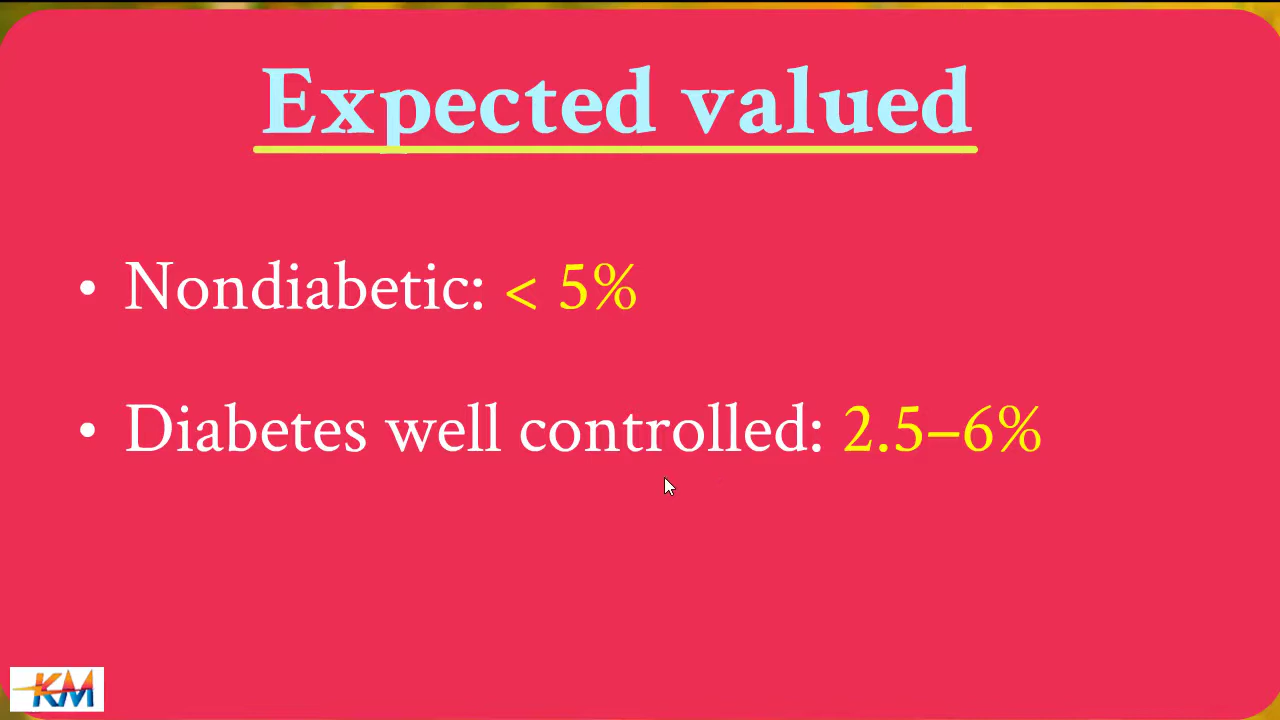 Expected valued
• Nondiabetic: < 5%
• Diabetes well controlled: 2.5–6%
KM